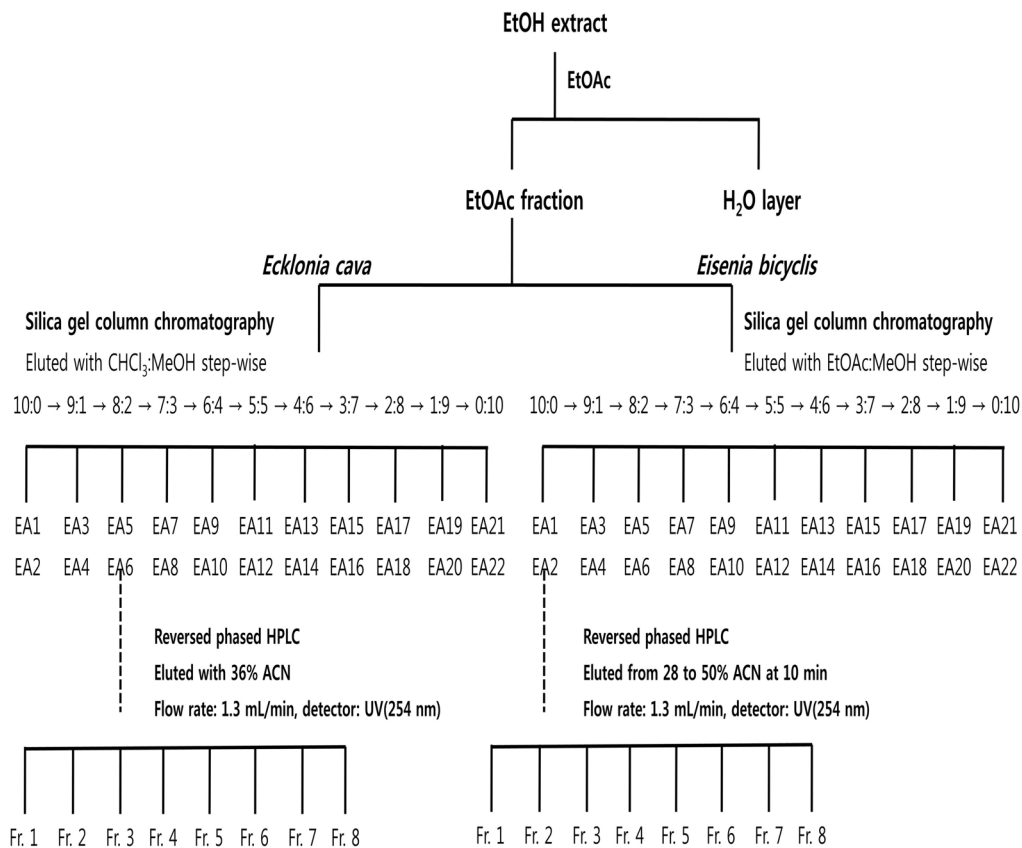 EtOH extract
EtOAc
EtOAc fraction
H₂O layer
Ecklonia cava
Eisenia bicyclis
Silica gel column chromatography
Eluted with CHCl₃:MeOH step-wise
10:0 → 9:1 → 8:2 → 7:3 → 6:4 → 5:5 → 4:6 → 3:7 → 2:8 → 1:9 → 0:10
EA1 EA3 EA5 EA7 EA9 EA11 EA13 EA15 EA17 EA19 EA21
EA2 EA4 EA6 EA8 EA10 EA12 EA14 EA16 EA18 EA20 EA22
Reversed phased HPLC
Eluted with 36% ACN
Flow rate: 1.3 mL/min, detector: UV(254 nm)
Fr. 1 Fr. 2 Fr. 3 Fr. 4 Fr. 5 Fr. 6 Fr. 7 Fr. 8
Silica gel column chromatography
Eluted with EtOAc:MeOH step-wise
10:0 → 9:1 → 8:2 → 7:3 → 6:4 → 5:5 → 4:6 → 3:7 → 2:8 → 1:9 → 0:10
EA1 EA3 EA5 EA7 EA9 EA11 EA13 EA15 EA17 EA19 EA21
EA2 EA4 EA6 EA8 EA10 EA12 EA14 EA16 EA18 EA20 EA22
Reversed phased HPLC
Eluted from 28 to 50% ACN at 10 min
Flow rate: 1.3 mL/min, detector: UV(254 nm)
Fr. 1 Fr. 2 Fr. 3 Fr. 4 Fr. 5 Fr. 6 Fr. 7 Fr. 8